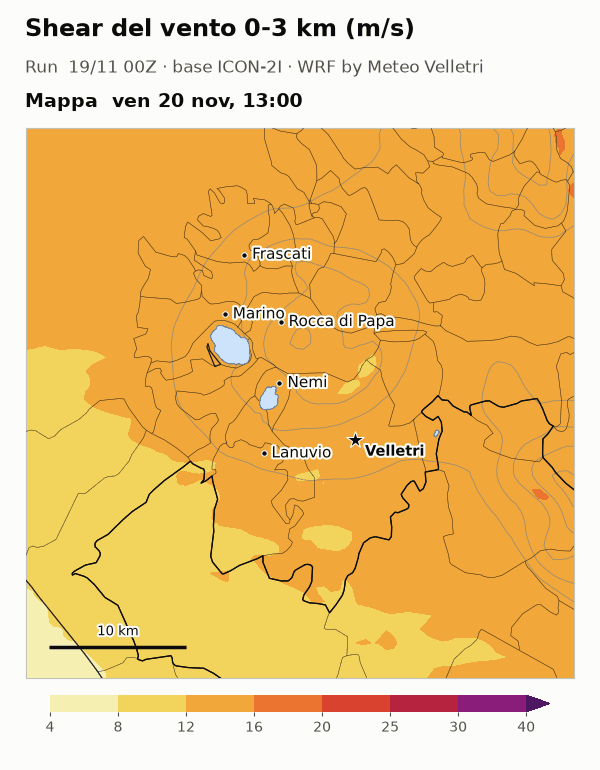 Shear del vento 0-3 km (m/s)
Run  19/11 00Z · base ICON-2I · WRF by Meteo Velletri
Mappa  ven 20 nov, 13:00
Frascati
Marino
Rocca di Papa
Nemi
Velletri
Lanuvio
10 km
4 8 12 16 20 25 30 40